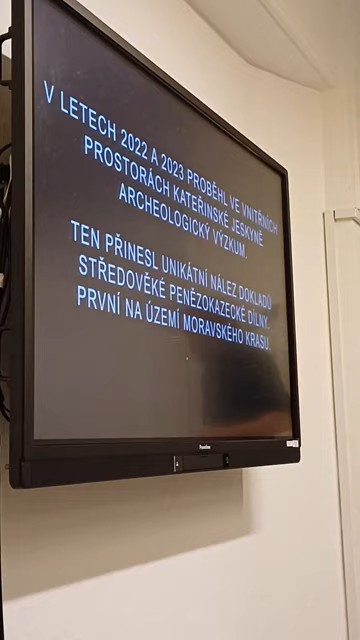 V LETECH 2022 A 2023 PROBĚHL VE VNITŘNÍCH
PROSTORÁCH KATEŘINSKÉ JESKYNĚ
ARCHEOLOGICKÝ VÝZKUM.
TEN PŘINESL UNIKÁTNÍ NÁLEZ DOKLADŮ
STŘEDOVĚKÉ PENĚZOKAZECKÉ DÍLNY.
PRVNÍ NA ÚZEMÍ MORAVSKÉHO KRASU.